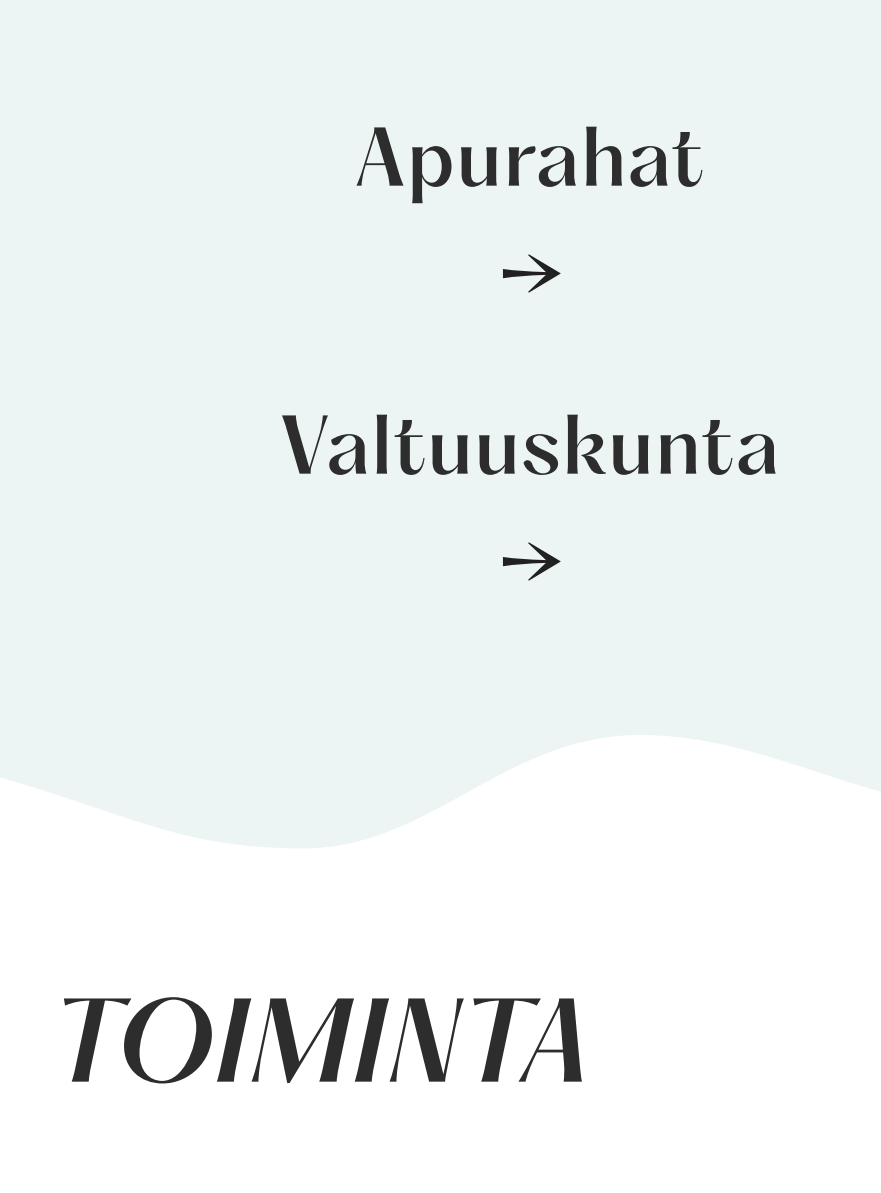 Apurahat
→
Valtuuskunta
→
TOIMINTA